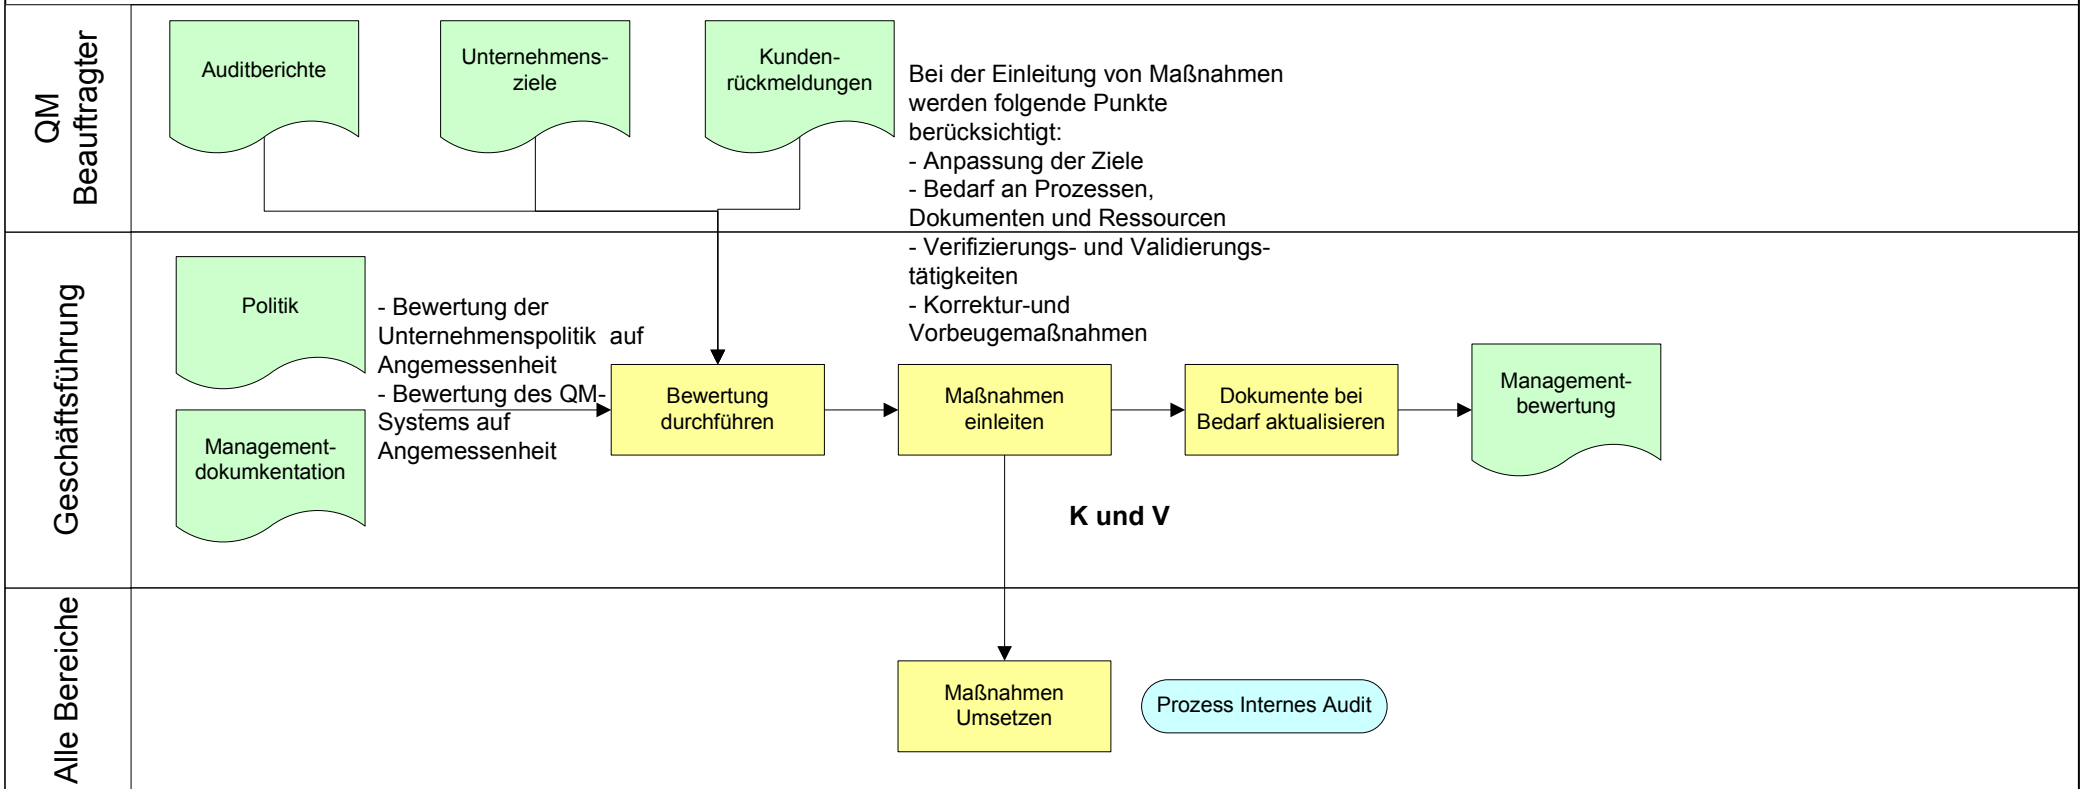 QM
Beauftragter
Auditberichte
Unternehmens-
ziele
Kunden-
rückmeldungen
Bei der Einleitung von Maßnahmen
werden folgende Punkte
berücksichtigt:
- Anpassung der Ziele
- Bedarf an Prozessen,
Dokumenten und Ressourcen
- Verifizierungs- und Validierungs-
tätigkeiten
- Korrektur-und
Vorbeugemaßnahmen
Geschäftsführung
Politik
Management-
dokumkentation
- Bewertung der
Unternehmenspolitik  auf
Angemessenheit
- Bewertung des QM-
Systems auf
Angemessenheit
Bewertung
durchführen
Maßnahmen
einleiten
Dokumente bei
Bedarf aktualisieren
Management-
bewertung
K und V
Alle Bereiche
Maßnahmen
Umsetzen
Prozess Internes Audit